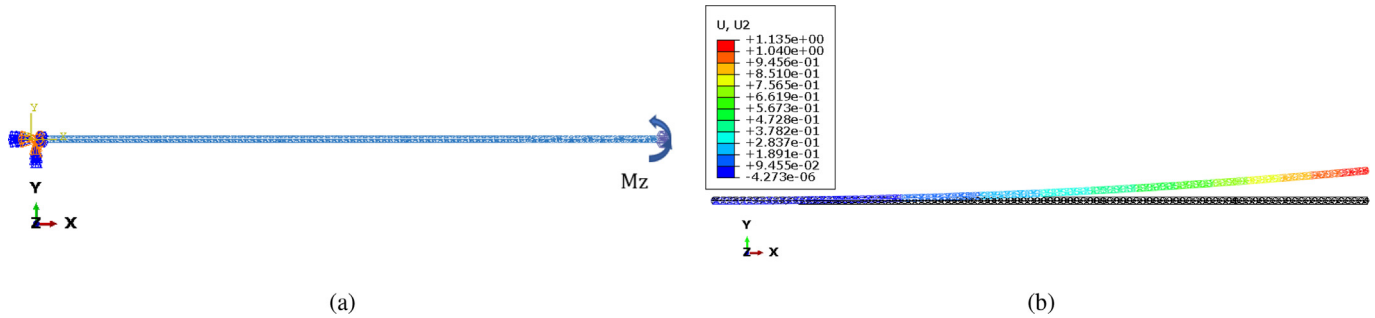 Y
X
Mz
Y
Z X
U, U2
+1.135e+00
+1.040e+00
+9.456e-01
+8.510e-01
+7.565e-01
+6.619e-01
+5.673e-01
+4.728e-01
+3.782e-01
+2.837e-01
+1.891e-01
+9.455e-02
-4.273e-06
Y
Z X
(a)
(b)